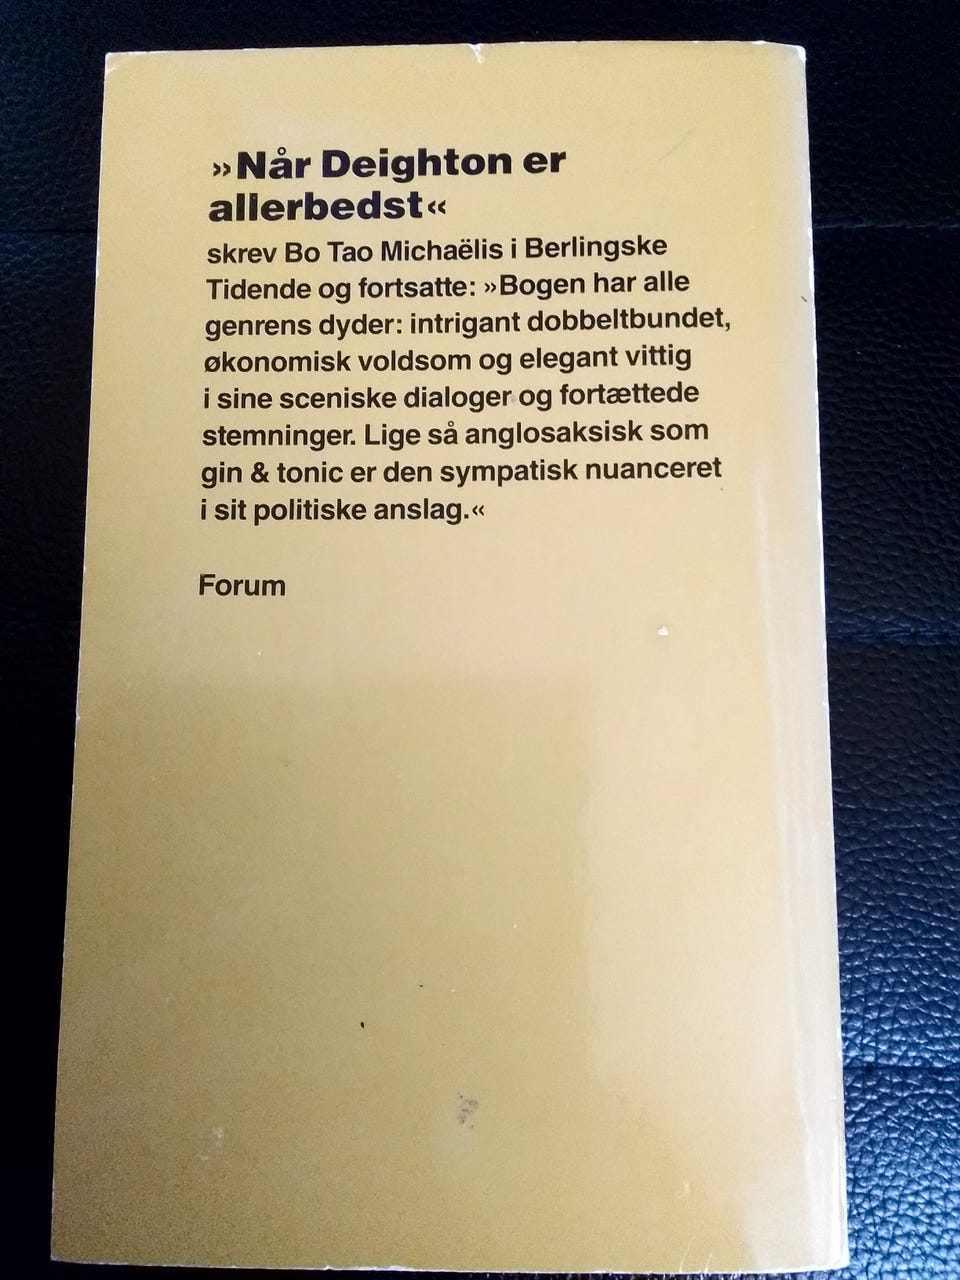 »Når Deighton er
allerbedst«
skrev Bo Tao Michaëlis i Berlingske
Tidende og fortsatte: »Bogen har alle
genrens dyder: intrigant dobbeltbundet,
økonomisk voldsom og elegant vittig
i sine sceniske dialoger og fortættede
stemninger. Lige så anglosaksisk som
gin & tonic er den sympatisk nuanceret
i sit politiske anslag.«
Forum